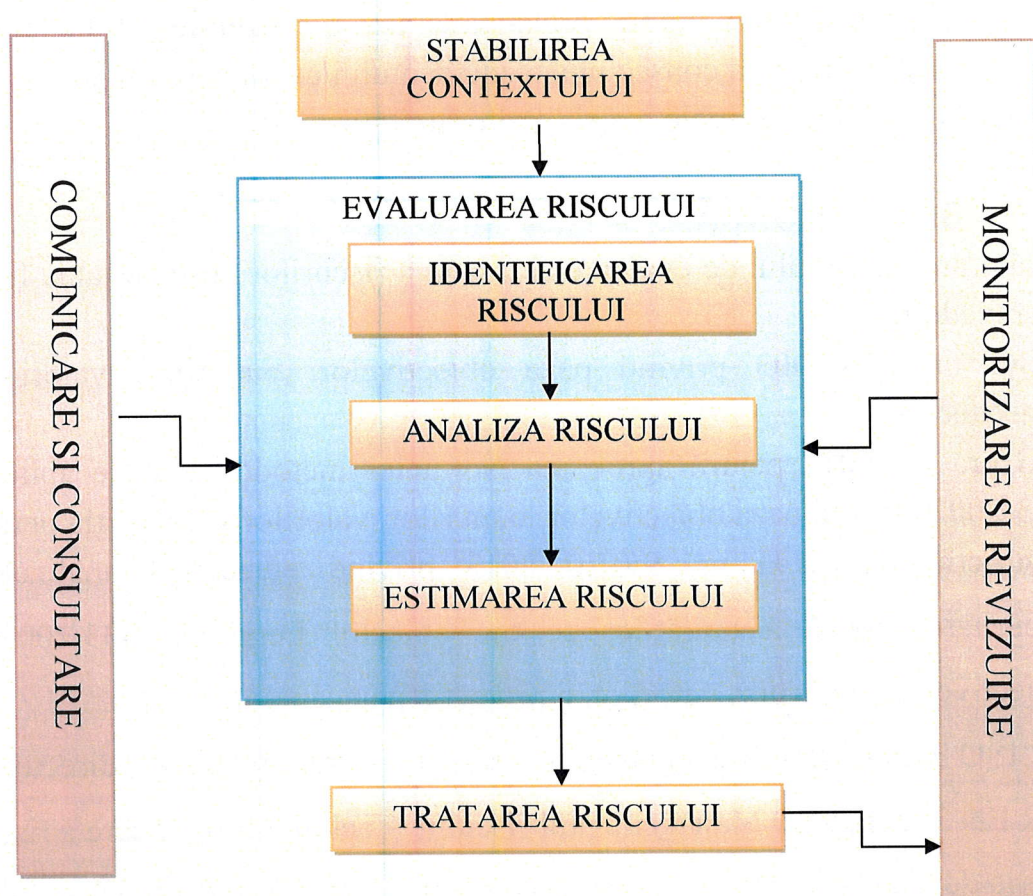 STABILIREA
CONTEXTULUI
COMUNICARE SI CONSULTARE
EVALUAREA RISCULUI
IDENTIFICAREA
RISCULUI
ANALIZA RISCULUI
ESTIMAREA RISCULUI
TRATAREA RISCULUI
MONITORIZARE SI REVIZUIRE